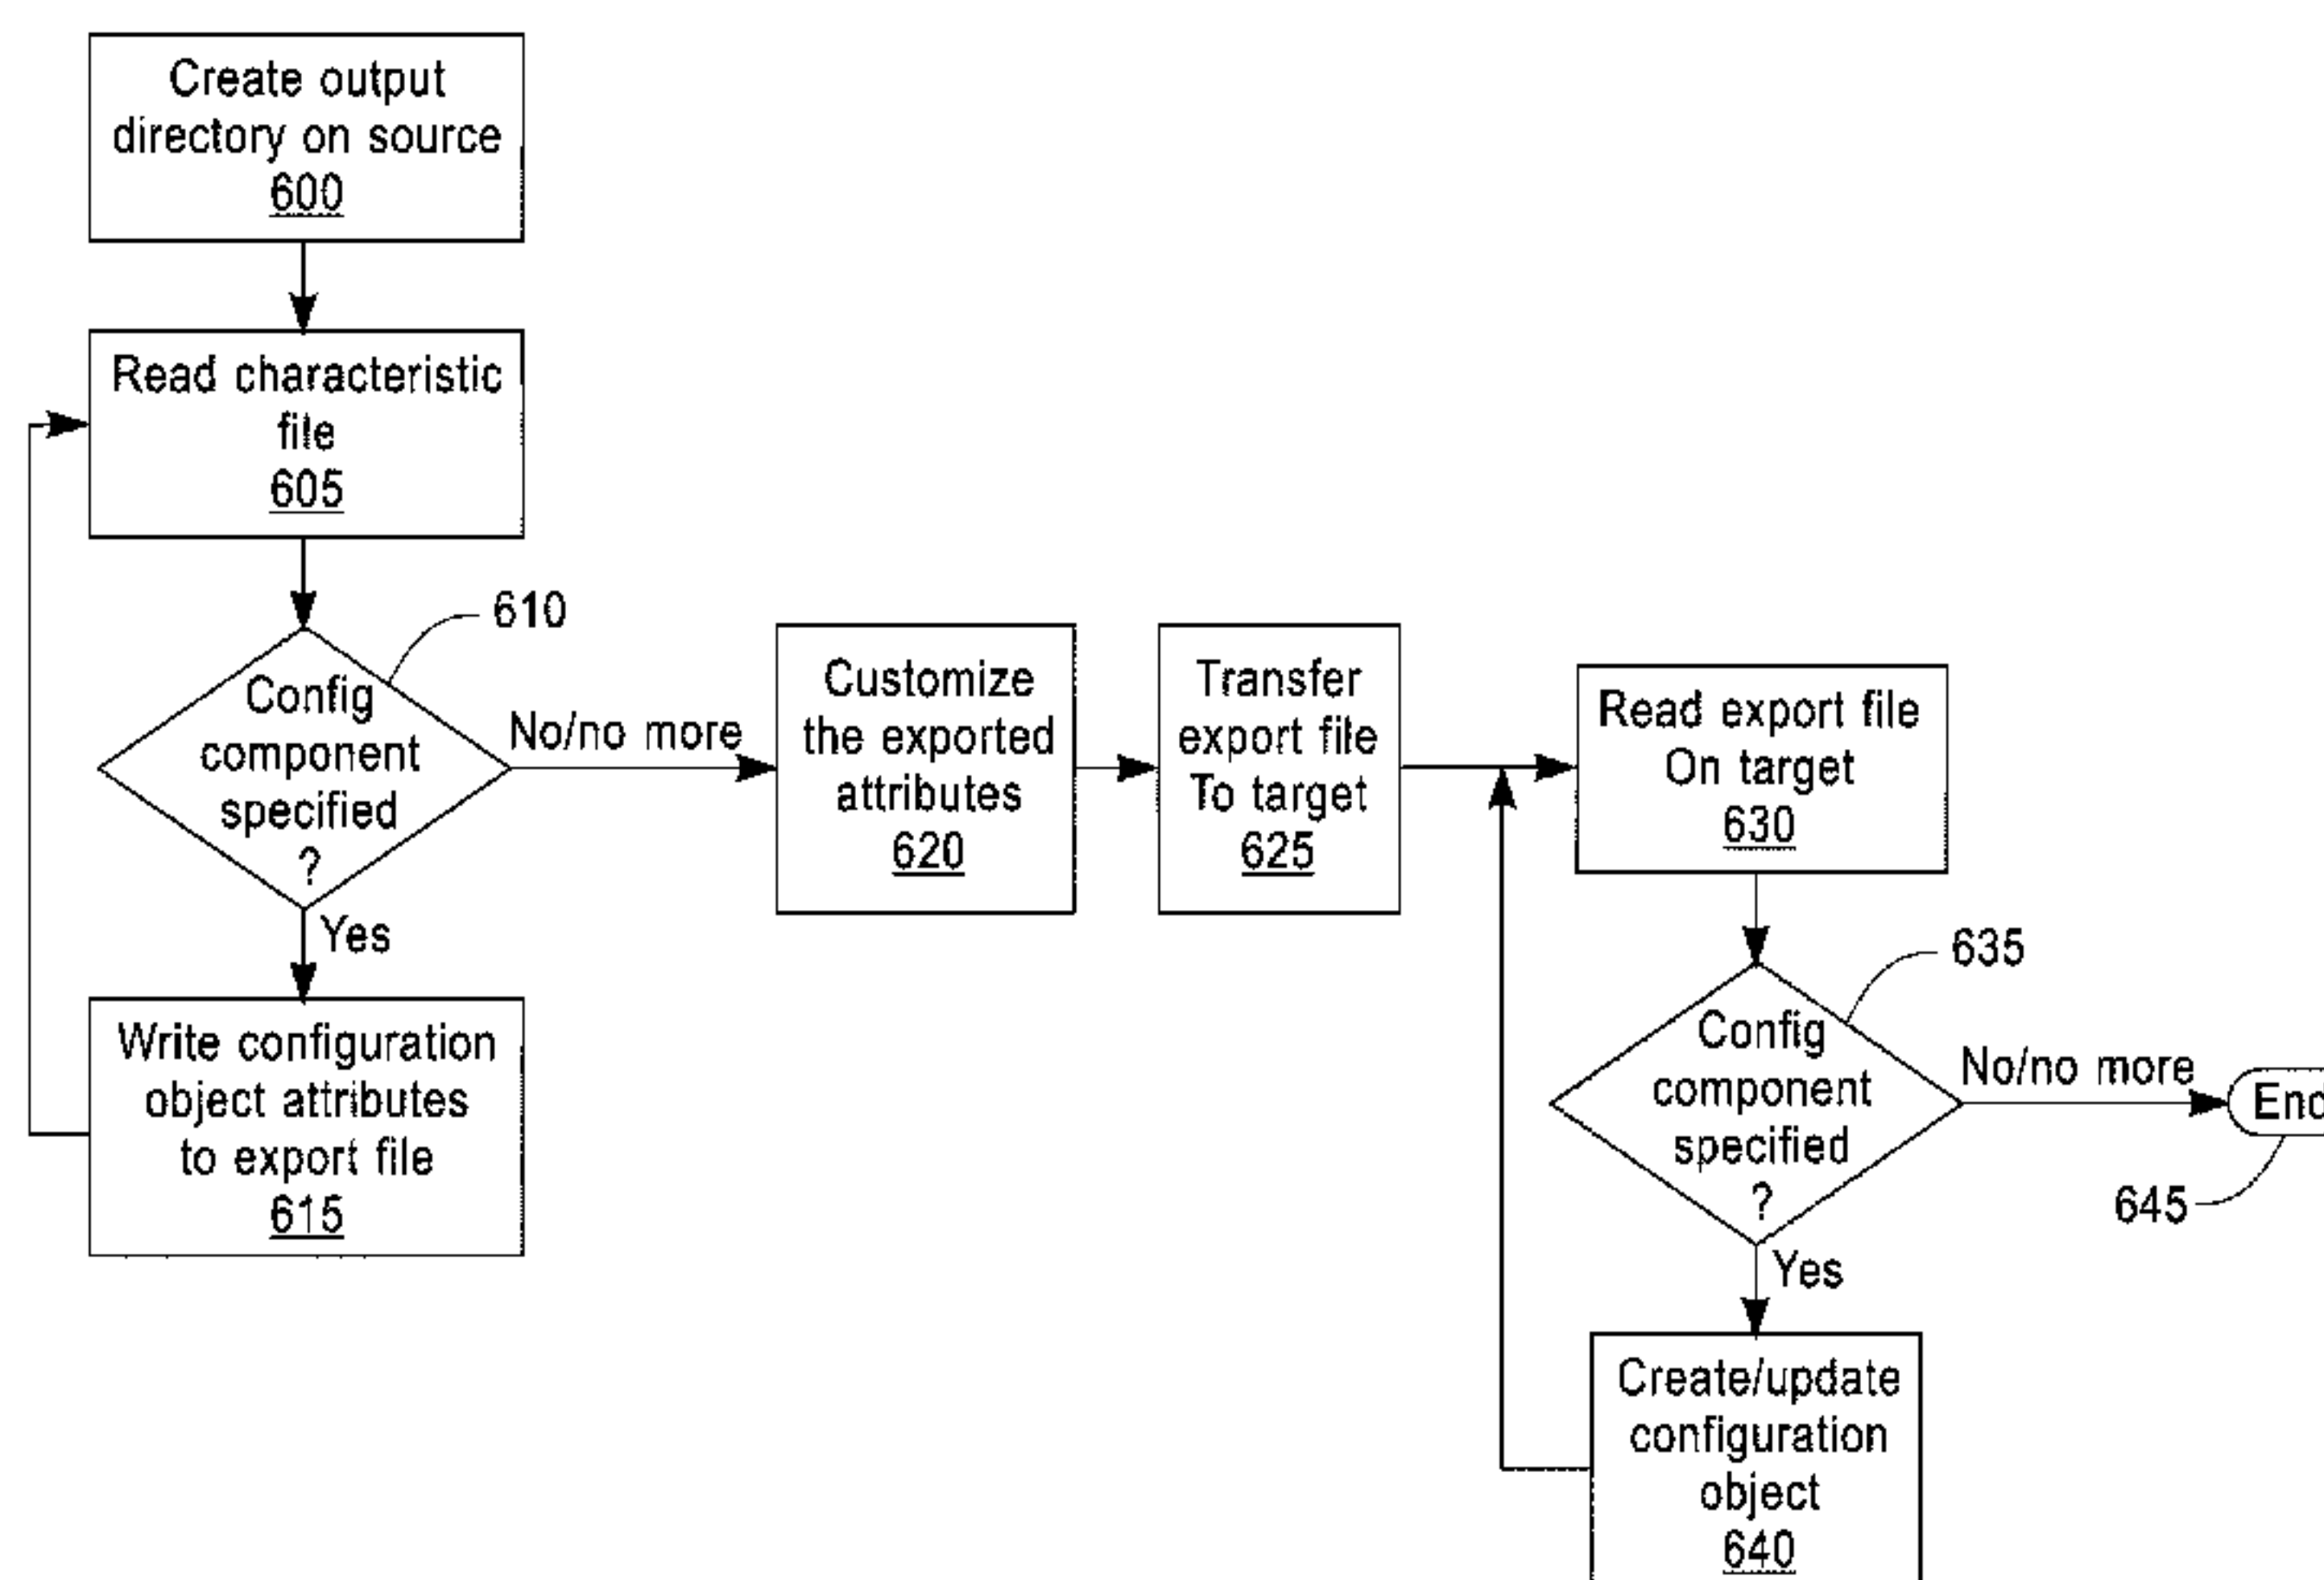 Create output
directory on source
600
Read characteristic
file
605
610
Config
component
specified
?
No/no more
Yes
Write configuration
object attributes
to export file
615
Customize
the exported
attributes
620
Transfer
export file
To target
625
Read export file
On target
630
635
Config
component
specified
?
No/no more
End
645
Yes
Create/update
configuration
object
640